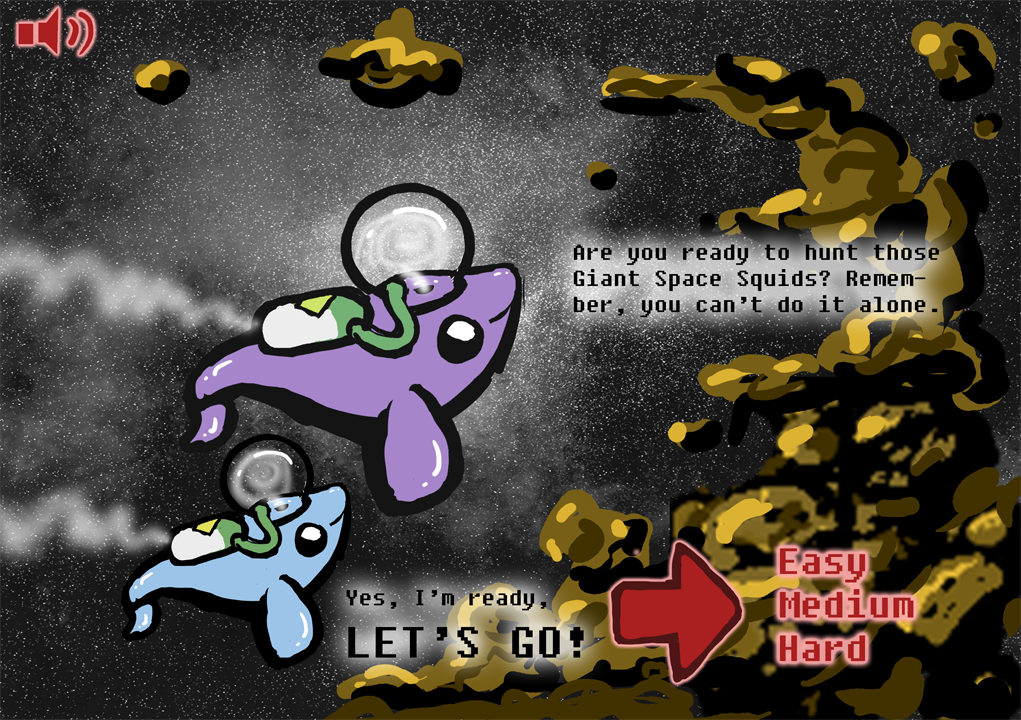 Are you ready to hunt those
Giant Space Squids? Remem-
ber, you can't do it alone.
Yes, I'm ready,
LET'S GO!
Easy
Medium
Hard